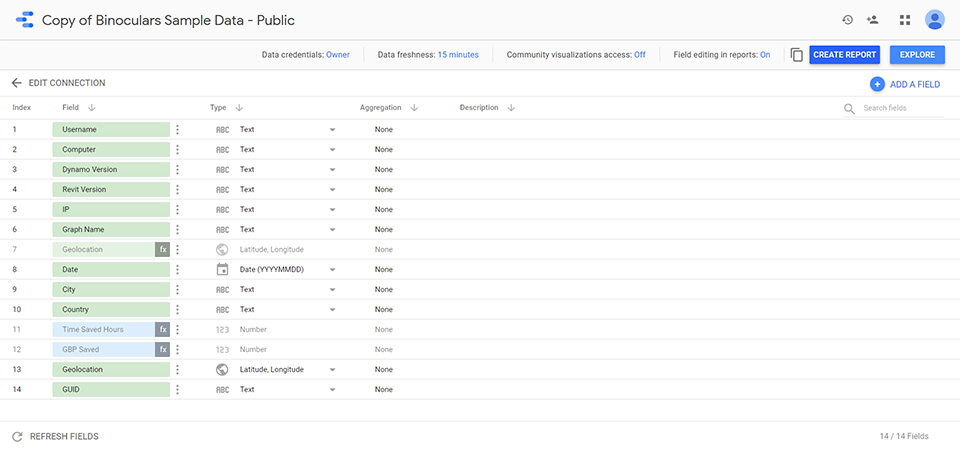 Copy of Binoculars Sample Data - Public
Data credentials: Owner Data freshness: 15 minutes Community visualizations access: Off Field editing in reports: On CREATE REPORT EXPLORE
EDIT CONNECTION + ADD A FIELD
Index Field Type Aggregation Description Search fields
1 Username ABC Text None
2 Computer ABC Text None
3 Dynamo Version ABC Text None
4 Revit Version ABC Text None
5 IP ABC Text None
6 Graph Name ABC Text None
7 Geolocation fx Latitude, Longitude None
8 Date Date (YYYYMMDD) None
9 City ABC Text None
10 Country ABC Text None
11 Time Saved Hours fx 123 Number None
12 GBP Saved fx 123 Number None
13 Geolocation Latitude, Longitude None
14 GUID ABC Text None
REFRESH FIELDS 14 / 14 Fields